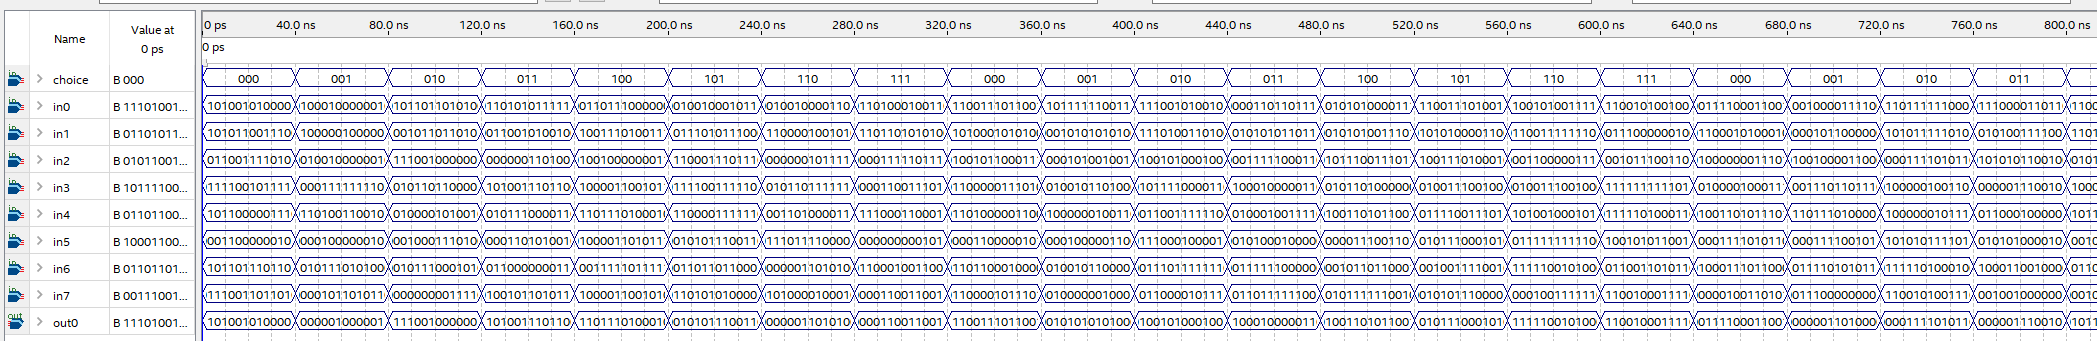 0 ps 40.0 ns 80.0 ns 120.0 ns 160.0 ns 200.0 ns 240.0 ns 280.0 ns 320.0 ns 360.0 ns 400.0 ns 440.0 ns 480.0 ns 520.0 ns 560.0 ns 600.0 ns 640.0 ns 680.0 ns 720.0 ns 760.0 ns 800.0 ns
Name Value at
0 ps 0 ps
choice B 000 000 001 010 011 100 101 110 111 000 001 010 011 100 101 110 111 000 001 010 011
in0 B 11101001... 101001010000 100010000001 101101101010 110101011111 011011100000 010010001011 010010000110 110100010011 110011101100 101111110011 111001010010 000110110111 010101000011 110011101001 100101001111 110010100100 011110001100 001000011110 110111111000 111000011011 1100
in1 B 01101011... 101011001110 100000100000 001011011010 011001010010 100111010011 011101011100 110000100101 110110101010 101000101010 001010101010 111010010011 010101011011 010101001110 101010000110 110011111110 011100000010 110001010001 000101100000 101011111010 010100111100 1101
in2 B 01011001... 011001111010 010010000001 111001000000 000000110100 100100000001 110001110111 000000101111 000111110111 100101100011 000101001001 100101000100 001111100011 101110011101 100111101000 001100000111 001011100110 100000001110 100100001100 000111101011 101010110010 0101
in3 B 10111100... 111100101111 000111111110 010110110000 101001110110 100001100101 111100111110 010110111111 000110011101 110000011101 010010110100 101111000011 100010000011 010110100000 010011100100 010011100100 111111111101 010000100011 001110110111 100000100110 000001110110 1000
in4 B 01101100... 101100000111 110100110010 010000101001 010111000011 110111010001 110000111111 001101000011 111000110001 110100000110 100000010011 011001111110 010001001111 100110101100 011110011101 101001000101 111110100011 100110101110 110111010000 010111101011 011000100000 0101
in5 B 10001100... 001100000010 000100000010 001000111010 000110101001 100001101011 010101110011 111011110000 000000000101 000110000010 000100000110 111000100001 010100010000 000011100110 010111000101 011111111110 100101011001 000111101011 000111100101 010111101010 010101000010 0010
in6 B 01101101... 101101110110 010111010100 010111000101 011000000011 001111101111 011011011000 000001101010 110001001100 110110001000 010010110000 011101111111 011111100000 001011011001 001001111001 111110010100 110011101011 100011101100 011111010110 111110100010 100011001000 0110
in7 B 00111001... 111001101101 000101101011 000000001111 100101101011 100001100101 110101010000 101000010001 000110011001 110000101110 010000001000 011000010111 011011111100 010111111001 010101110000 000100111111 110010001111 000010011010 011100000000 110110011010 001001000000 0010
out0 B 11101001... 101001010000 000001000001 111001000000 101001110110 110111010001 010101110011 000001101010 000110011001 110011101100 010101010100 100101000100 100010000011 100110101100 010111000101 111110010100 110010001111 011110001100 000001101000 000111101011 000001110010 1011